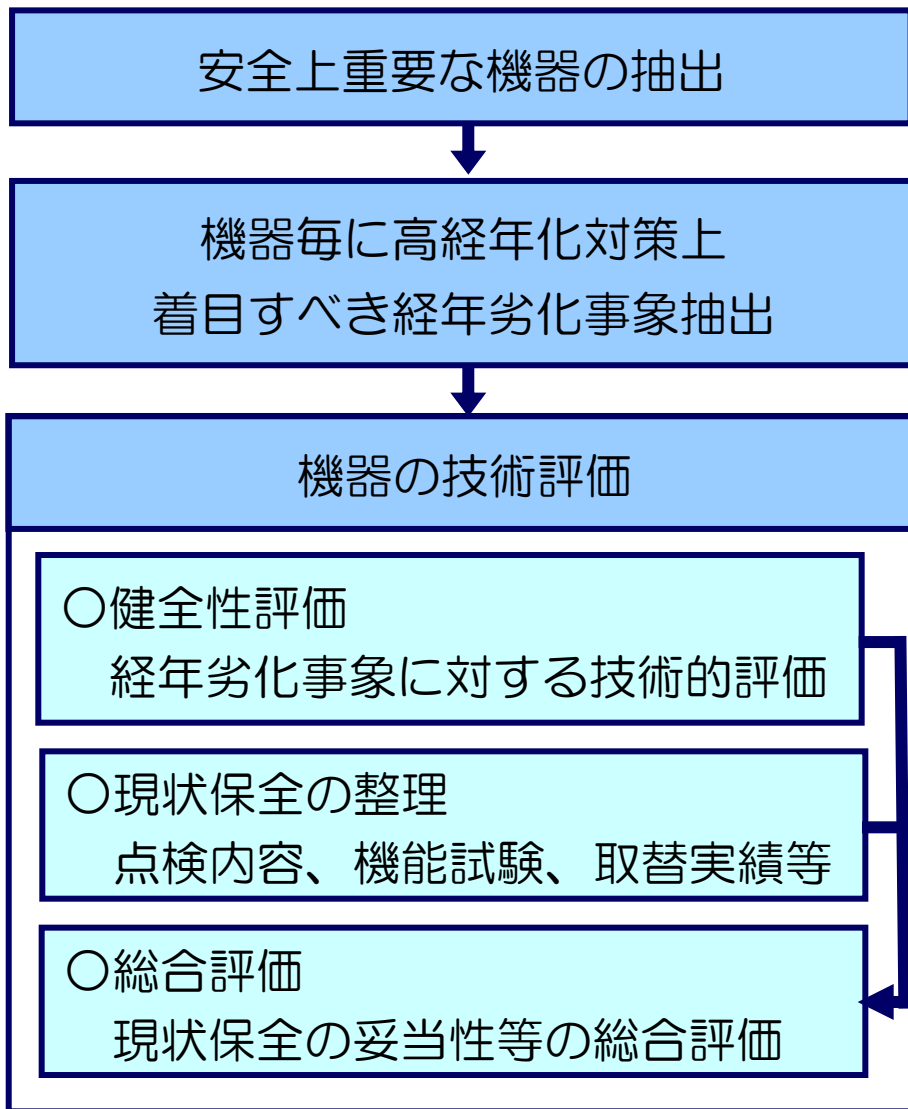 安全上重要な機器の抽出
機器毎に高経年化対策上
着目すべき経年劣化事象抽出
機器の技術評価
○健全性評価
経年劣化事象に対する技術的評価
○現状保全の整理
点検内容、機能試験、取替実績等
○総合評価
現状保全の妥当性等の総合評価